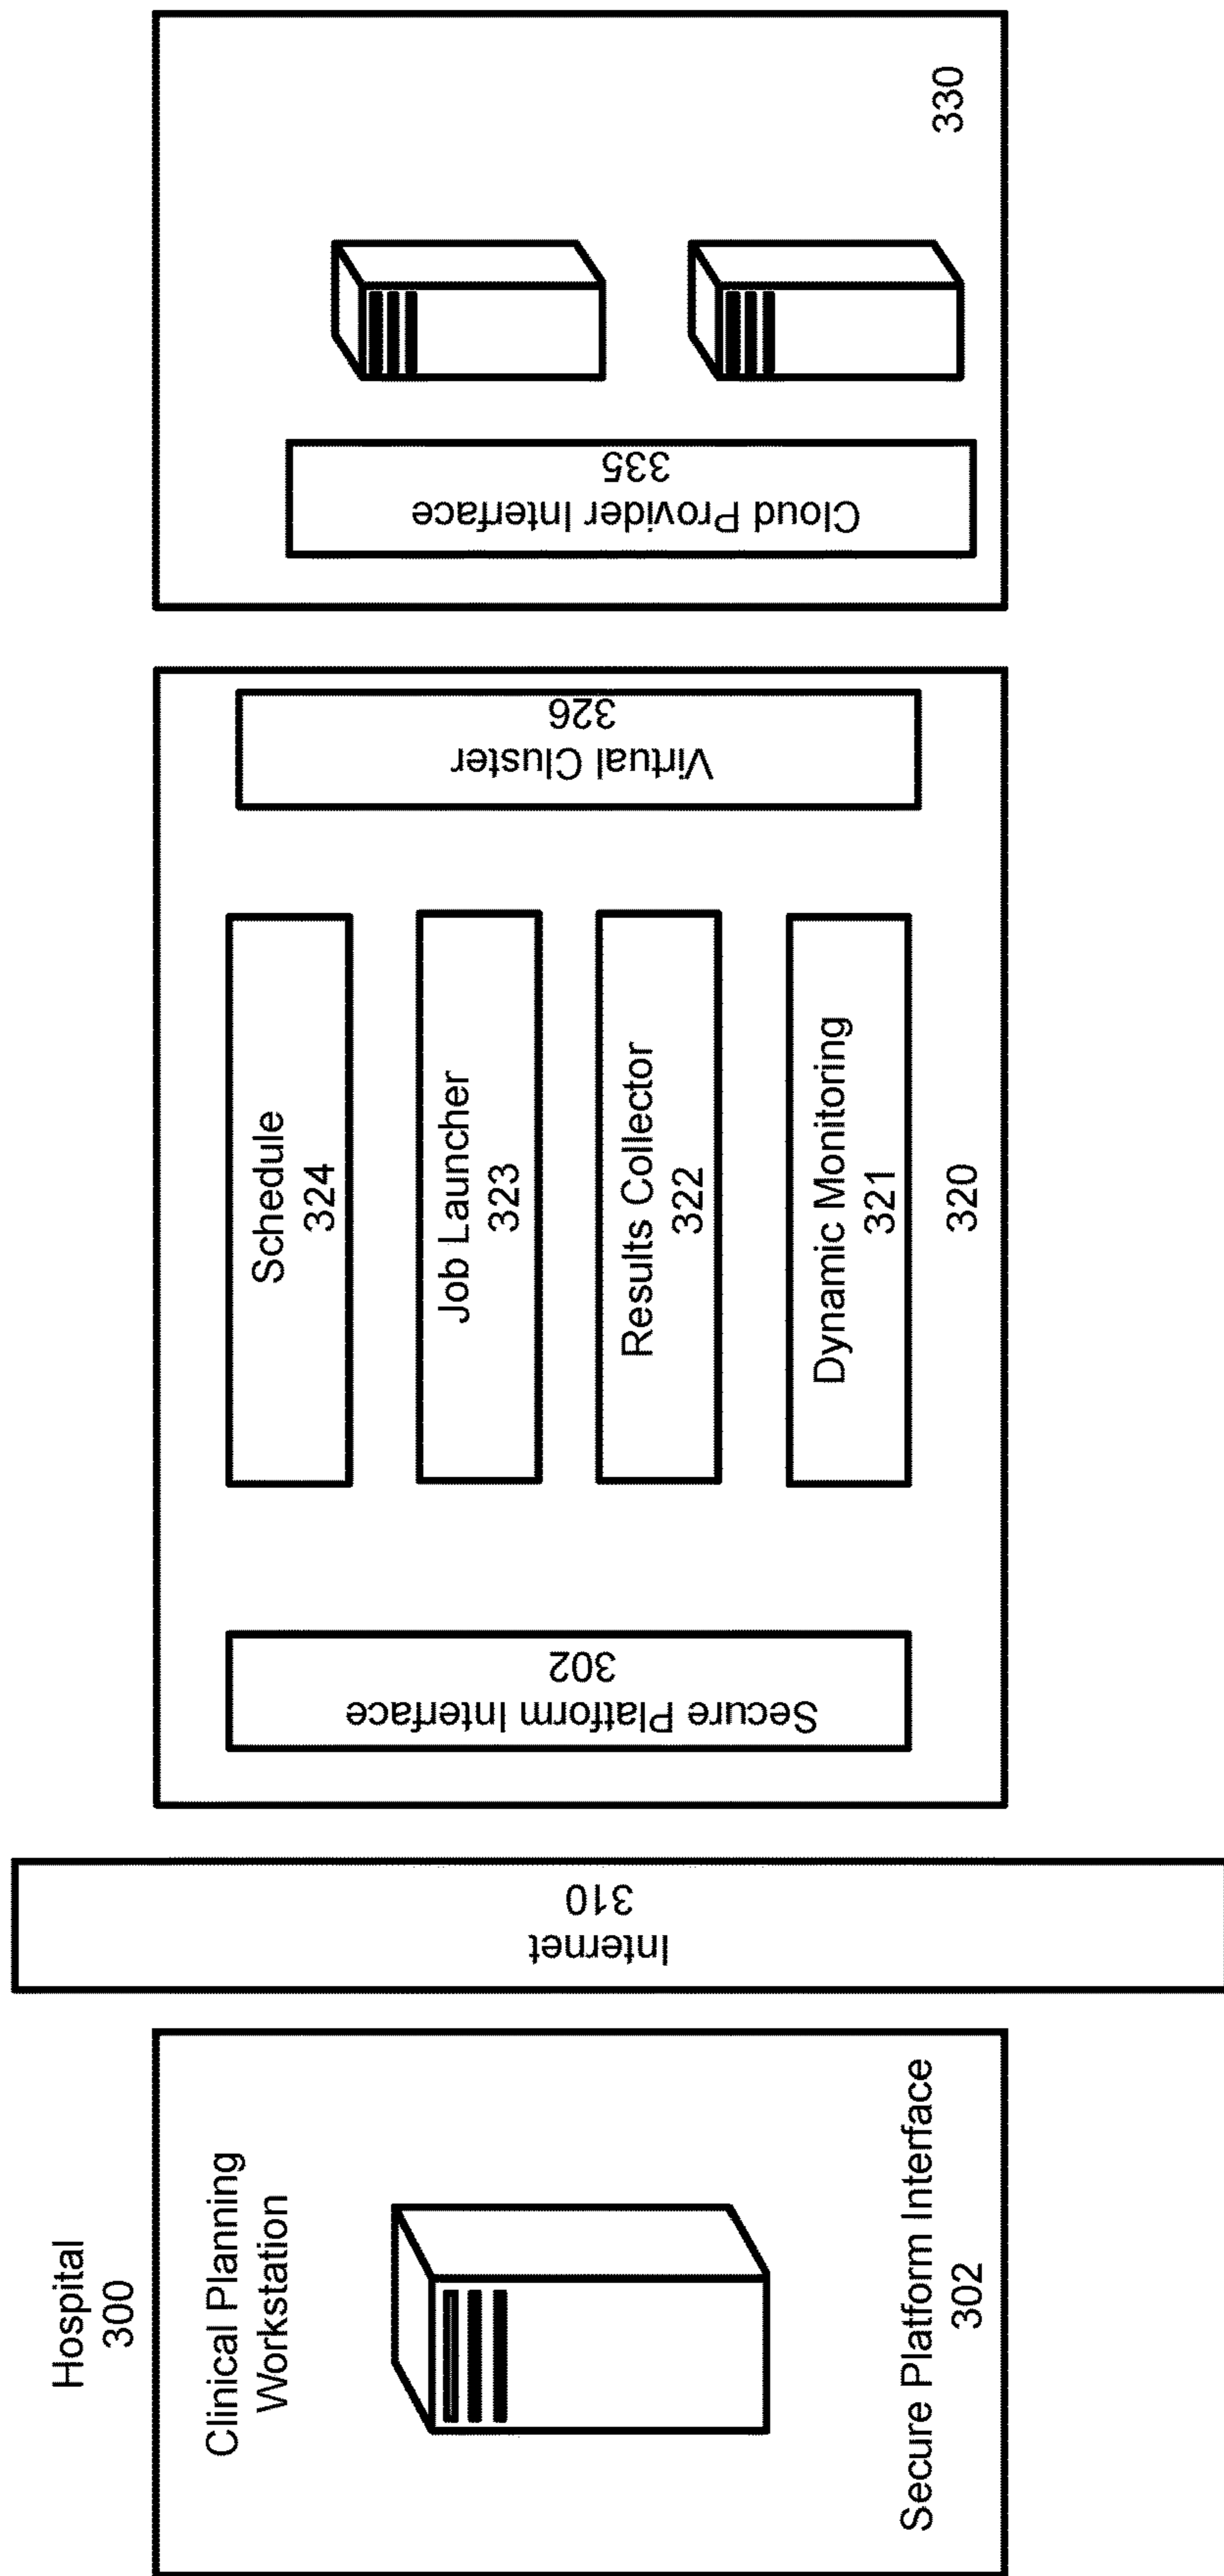 Hospital
300
Clinical Planning
Workstation
Secure Platform Interface
302
Internet
310
Secure Platform Interface
302
Schedule
324
Job Launcher
323
Results Collector
322
Dynamic Monitoring
321
320
Virtual Cluster
326
Cloud Provider Interface
335
330